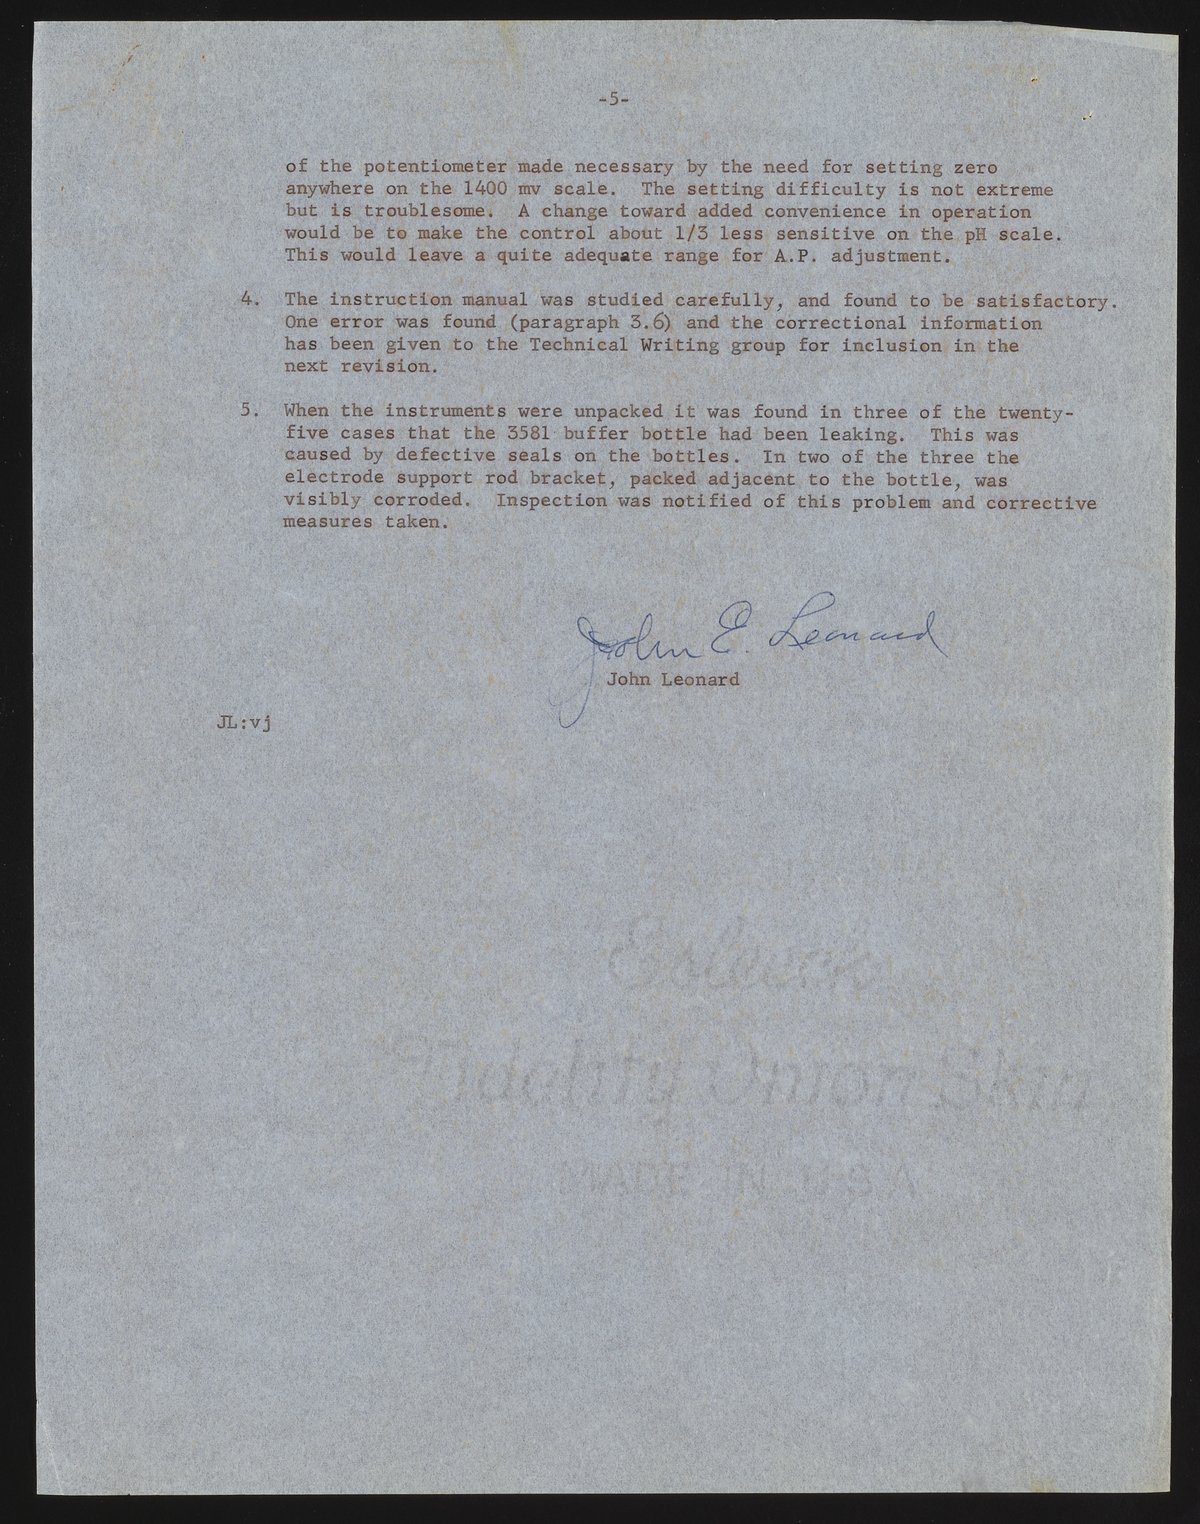 -5-
of the potentiometer made necessary by the need for setting zero
anywhere on the 1400 mv scale. The setting difficulty is not extreme
but is troublesome. A change toward added convenience in operation
would be to make the control about 1/3 less sensitive on the pH scale.
This would leave a quite adequate range for A.P. adjustment.
4. The instruction manual was studied carefully, and found to be satisfactory.
One error was found (paragraph 3.6) and the correctional information
has been given to the Technical Writing group for inclusion in the
next revision.
5. When the instruments were unpacked it was found in three of the twenty-
five cases that the 3581 buffer bottle had been leaking. This was
caused by defective seals on the bottles. In two of the three the
electrode support rod bracket, packed adjacent to the bottle, was
visibly corroded. Inspection was notified of this problem and corrective
measures taken.
John E. Leonard
John Leonard
JL:vj
Fidelity Onion Skin
MADE IN U.S.A